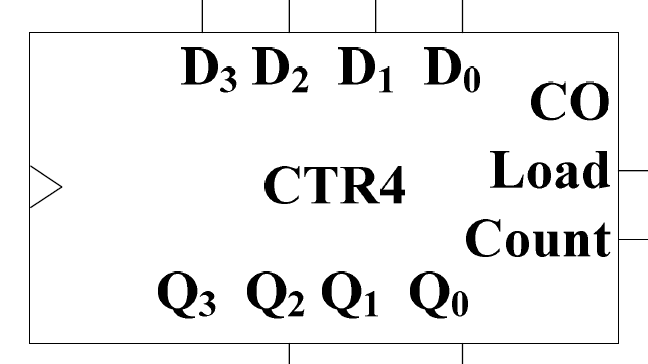 D₃ D₂ D₁ D₀
CO
CTR4 Load
Count
Q₃ Q₂ Q₁ Q₀